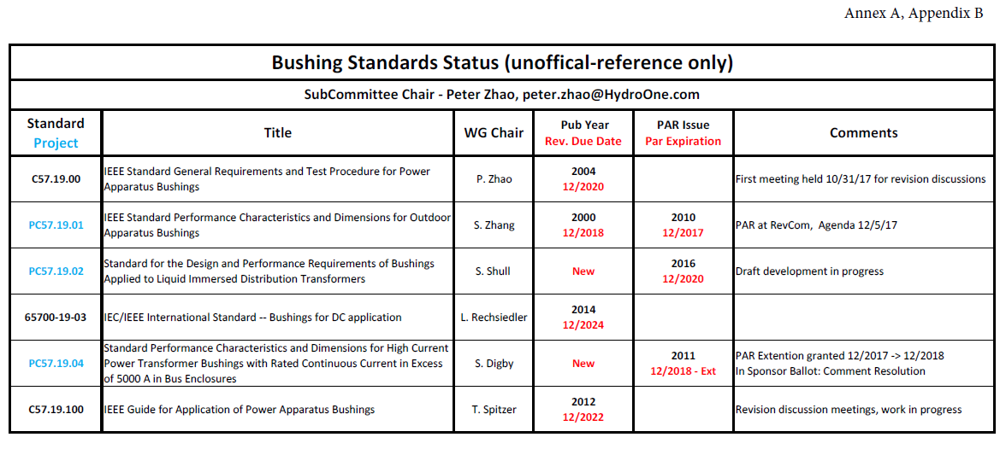 Annex A, Appendix B
Bushing Standards Status (unoffical-reference only)
SubCommittee Chair - Peter Zhao, peter.zhao@HydroOne.com
Standard
Project
Title
WG Chair
Pub Year
Rev. Due Date
PAR Issue
Par Expiration
Comments
C57.19.00
IEEE Standard General Requirements and Test Procedure for Power
Apparatus Bushings
P. Zhao
2004
12/2020
First meeting held 10/31/17 for revision discussions
PC57.19.01
IEEE Standard Performance Characteristics and Dimensions for Outdoor
Apparatus Bushings
S. Zhang
2000
12/2018
2010
12/2017
PAR at RevCom, Agenda 12/5/17
PC57.19.02
Standard for the Design and Performance Requirements of Bushings
Applied to Liquid Immersed Distribution Transformers
S. Shull
New
2016
12/2020
Draft development in progress
65700-19-03
IEC/IEEE International Standard -- Bushings for DC application
L. Rechsiedler
2014
12/2024
PC57.19.04
Standard Performance Characteristics and Dimensions for High Current
Power Transformer Bushings with Rated Continuous Current in Excess
of 5000 A in Bus Enclosures
S. Digby
New
2011
12/2018 - Ext
PAR Extention granted 12/2017 -> 12/2018
In Sponsor Ballot: Comment Resolution
C57.19.100
IEEE Guide for Application of Power Apparatus Bushings
T. Spitzer
2012
12/2022
Revision discussion meetings, work in progress